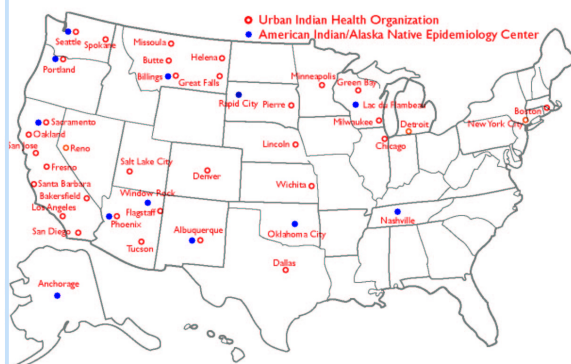 Urban Indian Health Organization
American Indian/Alaska Native Epidemiology Center
Seattle
Spokane
Missoula
Portland
Butte
Helena
Billings
Great Falls
Minneapolis
Green Bay
Rapid City
Pierre
Lac du Flambeau
Boston
Sacramento
Milwaukee
New York City
Oakland
Detroit
San Jose
Reno
Lincoln
Chicago
Salt Lake City
Fresno
Denver
Santa Barbara
Wichita
Bakersfield
Window Rock
Los Angeles
Flagstaff
Nashville
Phoenix
Albuquerque
Oklahoma City
San Diego
Tucson
Dallas
Anchorage